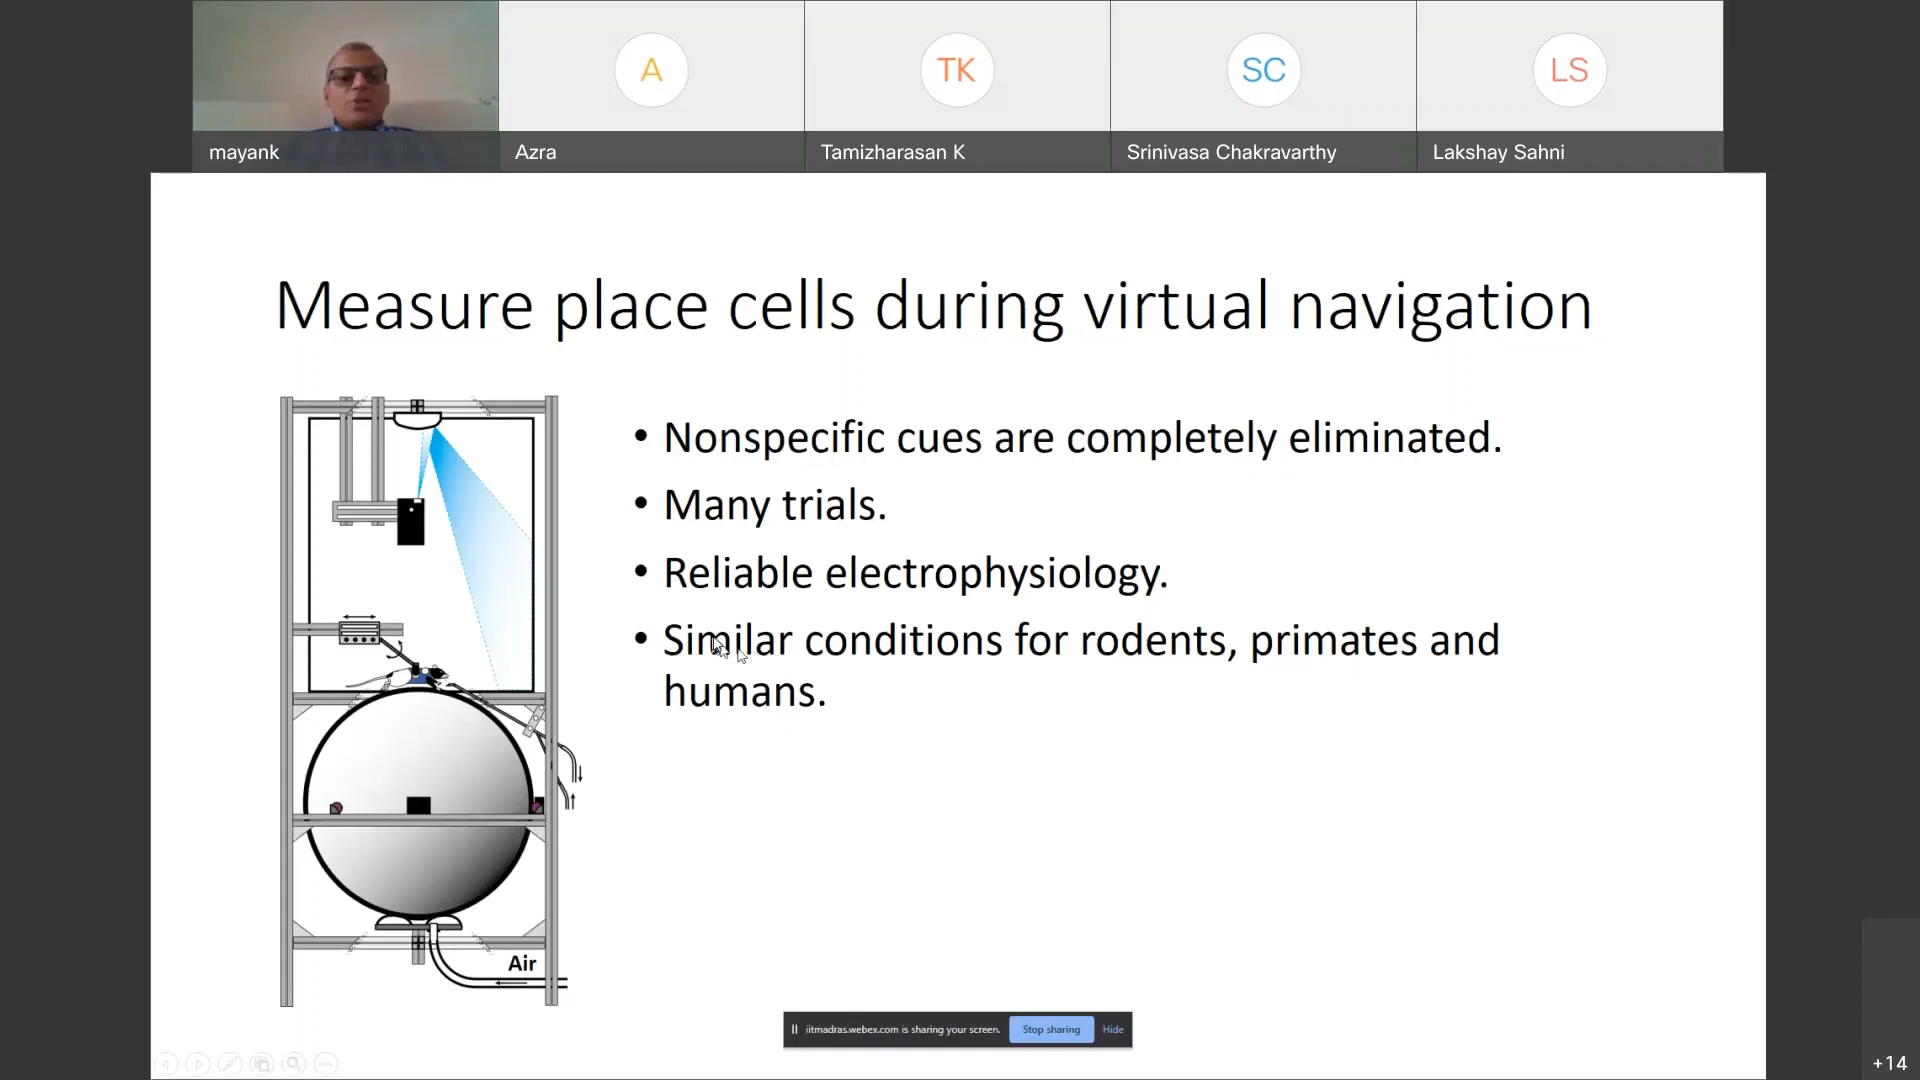 A
TK
SC
LS
mayank
Azra
Tamizharasan K
Srinivasa Chakravarthy
Lakshay Sahni
Measure place cells during virtual navigation
• Nonspecific cues are completely eliminated.
• Many trials.
• Reliable electrophysiology.
• Similar conditions for rodents, primates and
humans.
Air
iitmadras.webex.com is sharing your screen.
Stop sharing
Hide
+14